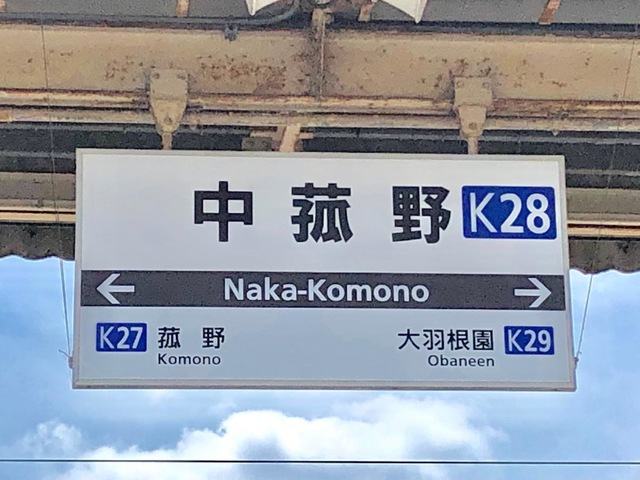 中菰野 K28
← Naka-Komono →
K27 菰野 大羽根園 K29
Komono Obaneen